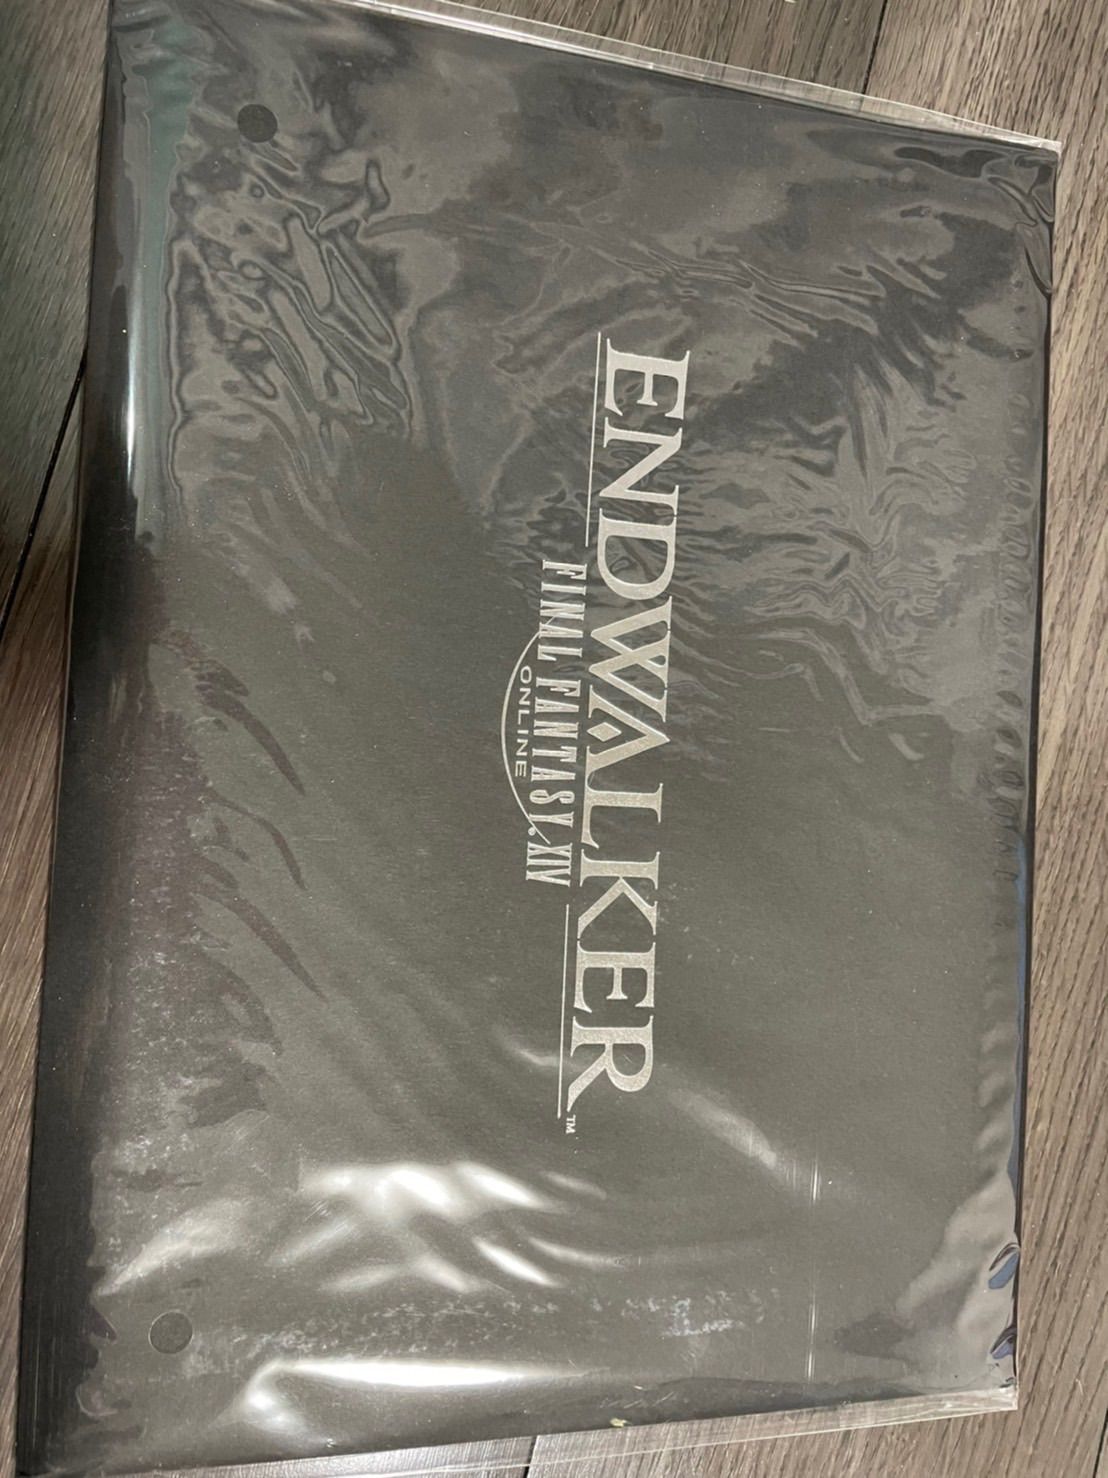 ENDWALKER™
FINAL FANTASY® XIV
ONLINE